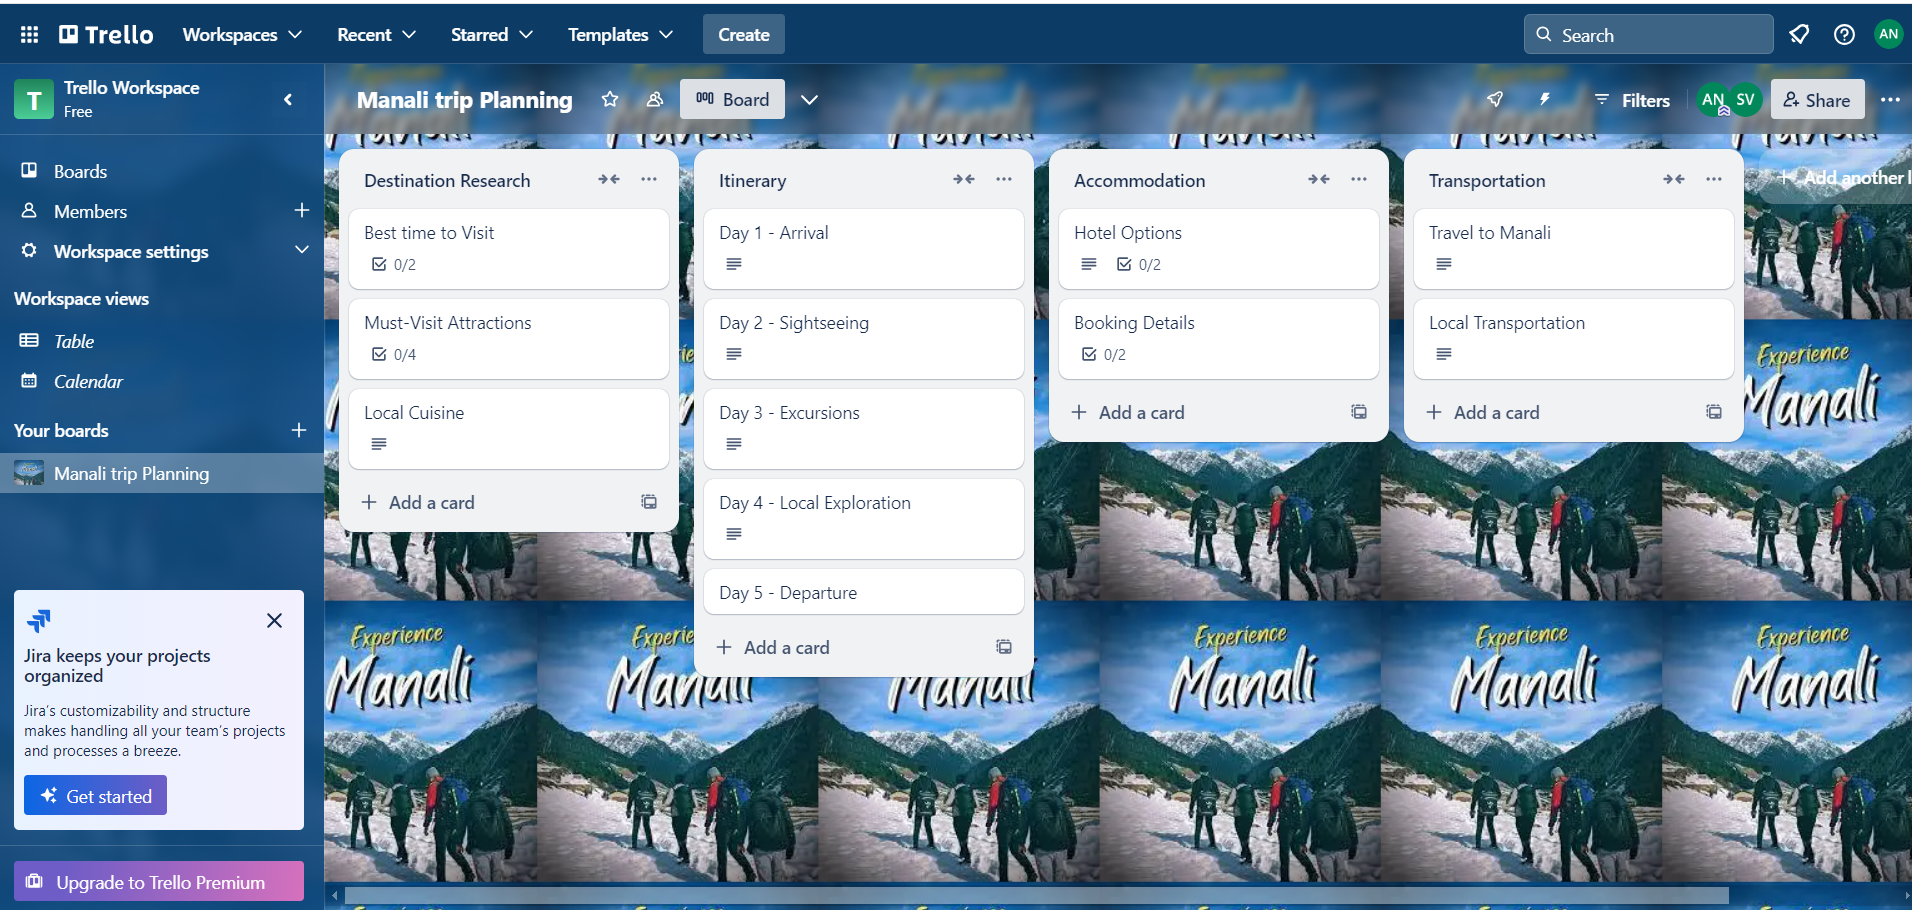 Trello
Workspaces
Recent
Starred
Templates
Create
Search
AN
T
Trello Workspace
Free
Manali trip Planning
Board
Filters
AN
SV
Share
Boards
Members
Workspace settings
Workspace views
Table
Calendar
Your boards
Manali trip Planning
Jira keeps your projects
organized
Jira's customizability and structure
makes handling all your team's projects
and processes a breeze.
Get started
Upgrade to Trello Premium
Destination Research
Best time to Visit
0/2
Must-Visit Attractions
0/4
Local Cuisine
Add a card
Itinerary
Day 1 - Arrival
Day 2 - Sightseeing
Day 3 - Excursions
Day 4 - Local Exploration
Day 5 - Departure
Add a card
Accommodation
Hotel Options
0/2
Booking Details
0/2
Add a card
Transportation
Travel to Manali
Local Transportation
Add a card
Add another l
Experience
Manali
Experience
Manali
Manali
Manali
Experience
Manali
Experience
Manali
Experience
Manali